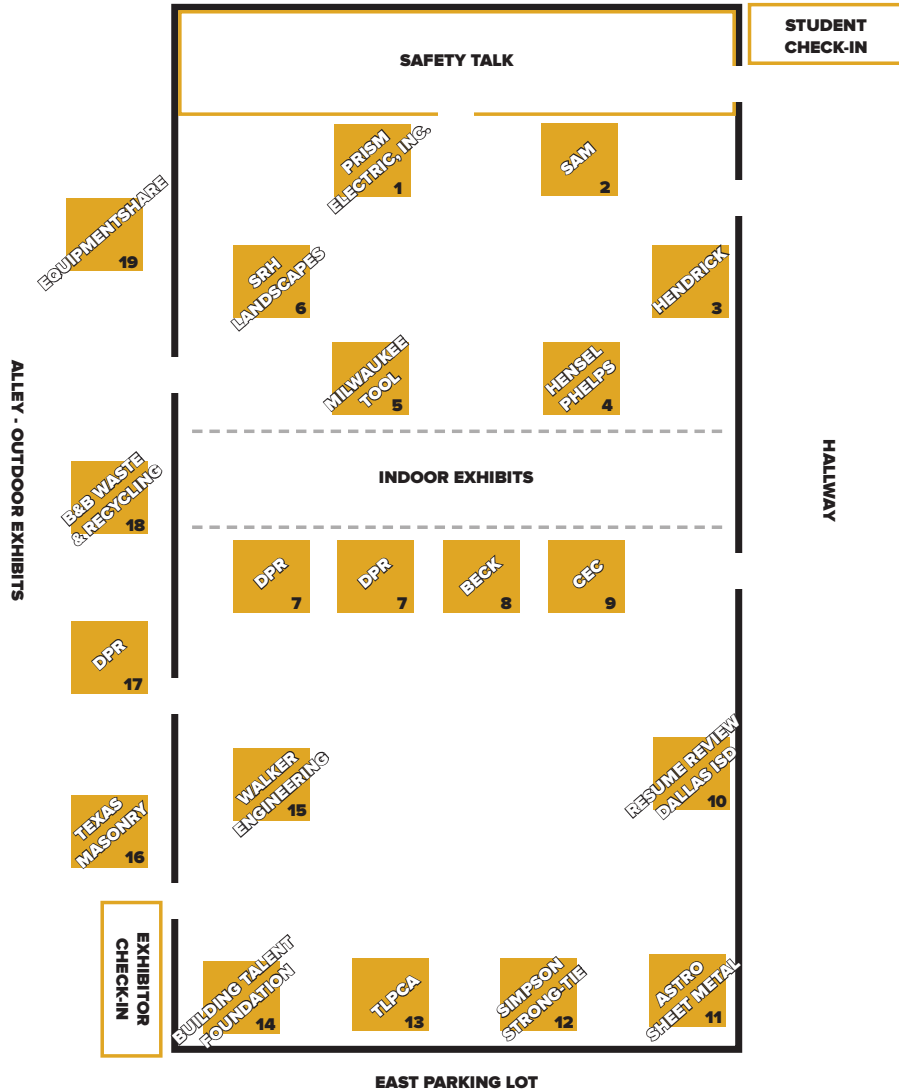 STUDENT
CHECK-IN
SAFETY TALK
PRISM
ELECTRIC, INC.
1
SAM
2
EQUIPMENTSHARE
19
SRH
LANDSCAPES
6
HENDRICK
3
MILWAUKEE
TOOL
5
HENSEL
PHELPS
4
ALLEY - OUTDOOR EXHIBITS
INDOOR EXHIBITS
HALLWAY
B&B WASTE
& RECYCLING
18
DPR
7
DPR
7
BECK
8
CEC
9
DPR
17
WALKER
ENGINEERING
15
RESUME REVIEW
DALLAS ISD
10
TEXAS
MASONRY
16
EXHIBITOR
CHECK-IN
BUILDING TALENT
FOUNDATION
14
TLPCA
13
SIMPSON
STRONG-TIE
12
ASTRO
SHEET METAL
11
EAST PARKING LOT